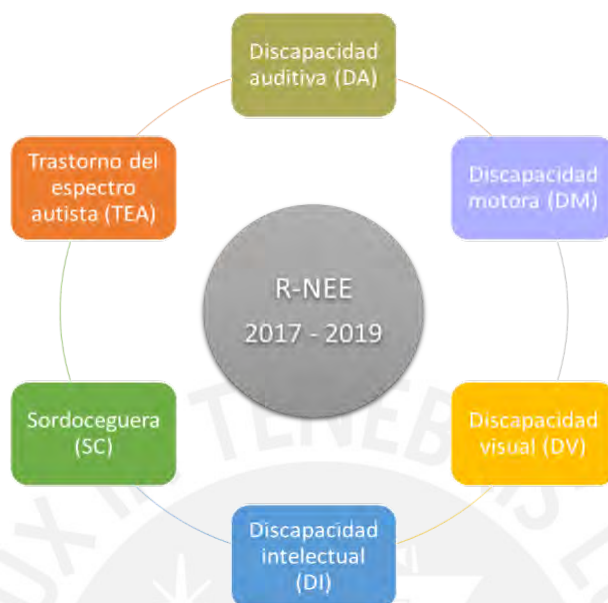 Discapacidad
auditiva (DA)
Discapacidad
motora (DM)
Discapacidad
visual (DV)
Discapacidad
intelectual
(DI)
Sordoceguera
(SC)
Trastorno del
espectro
autista (TEA)
R-NEE
2017 - 2019